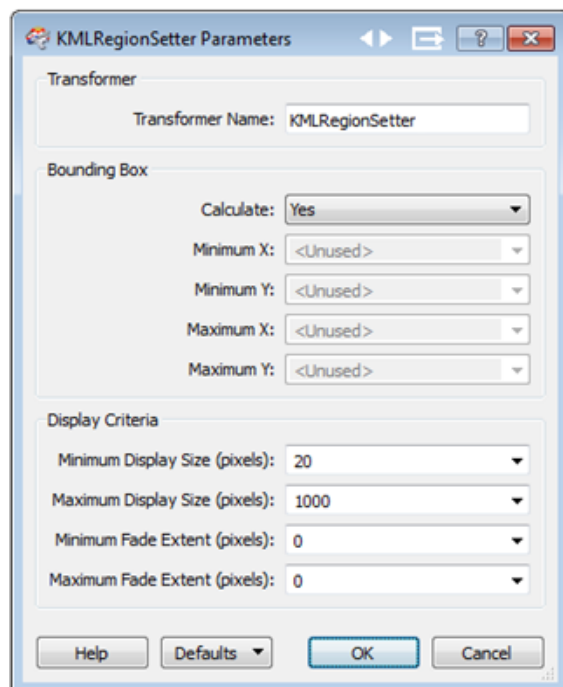 KMLRegionSetter Parameters
?
Transformer
Transformer Name: KMLRegionSetter
Bounding Box
Calculate: Yes
Minimum X: <Unused>
Minimum Y: <Unused>
Maximum X: <Unused>
Maximum Y: <Unused>
Display Criteria
Minimum Display Size (pixels): 20
Maximum Display Size (pixels): 1000
Minimum Fade Extent (pixels): 0
Maximum Fade Extent (pixels): 0
Help Defaults OK Cancel